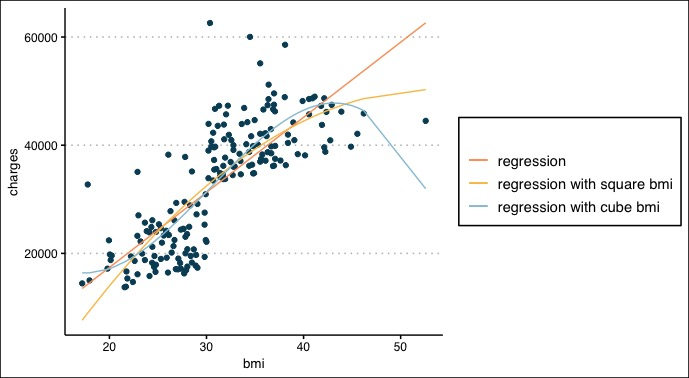 60000
40000
20000
charges
20 30 40 50
bmi
regression
regression with square bmi
regression with cube bmi